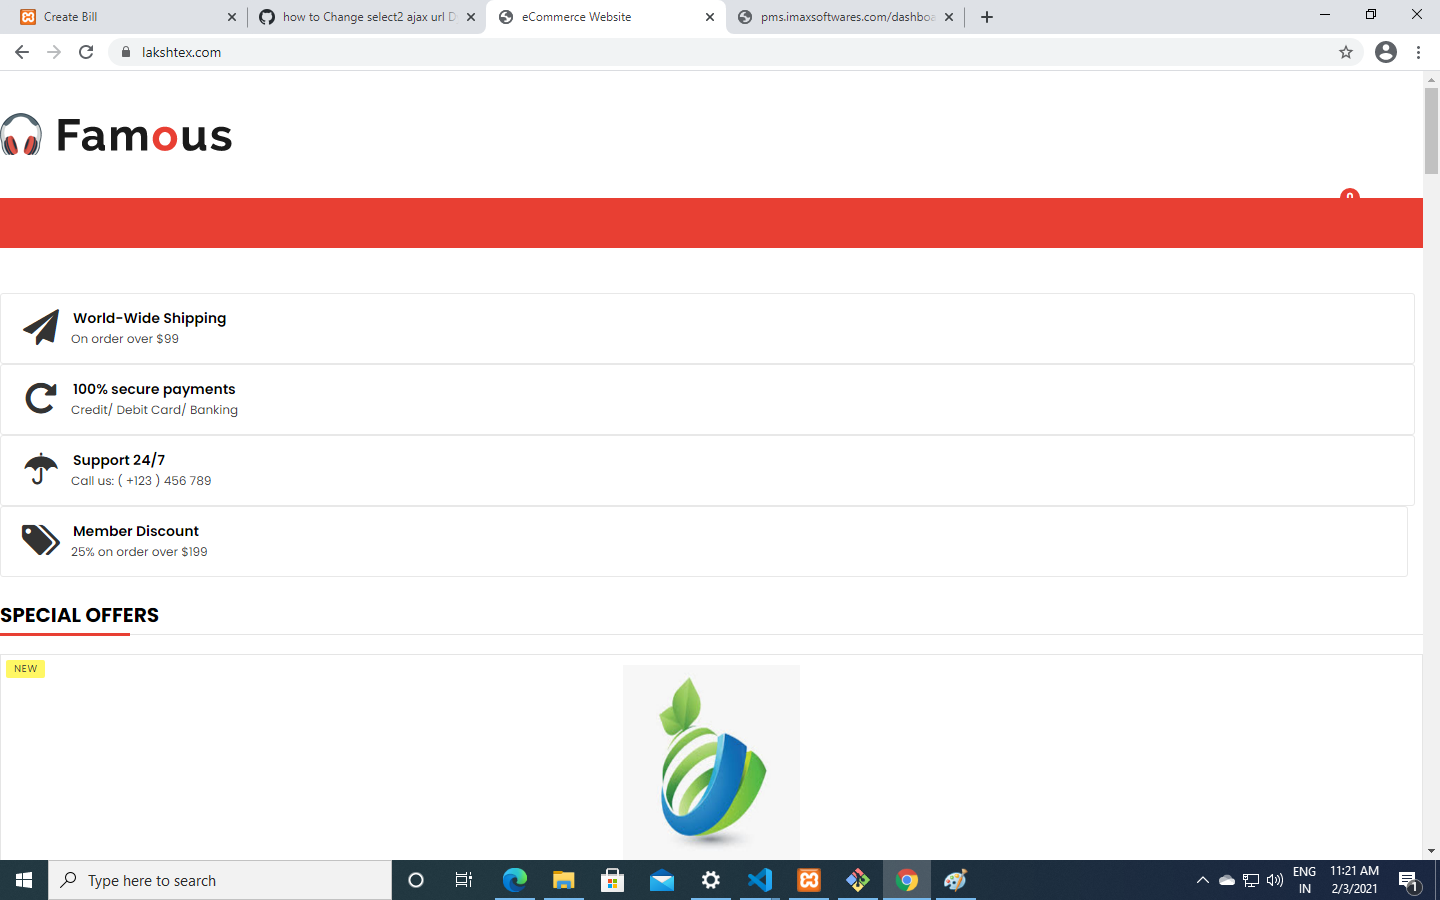 Create Bill
how to Change select2 ajax url D
eCommerce Website
pms.imaxsoftwares.com/dashboa
lakshtex.com
Famous
World-Wide Shipping
On order over $99
100% secure payments
Credit/ Debit Card/ Banking
Support 24/7
Call us: ( +123 ) 456 789
Member Discount
25% on order over $199
SPECIAL OFFERS
NEW
Type here to search
ENG
IN
11:21 AM
2/3/2021
1